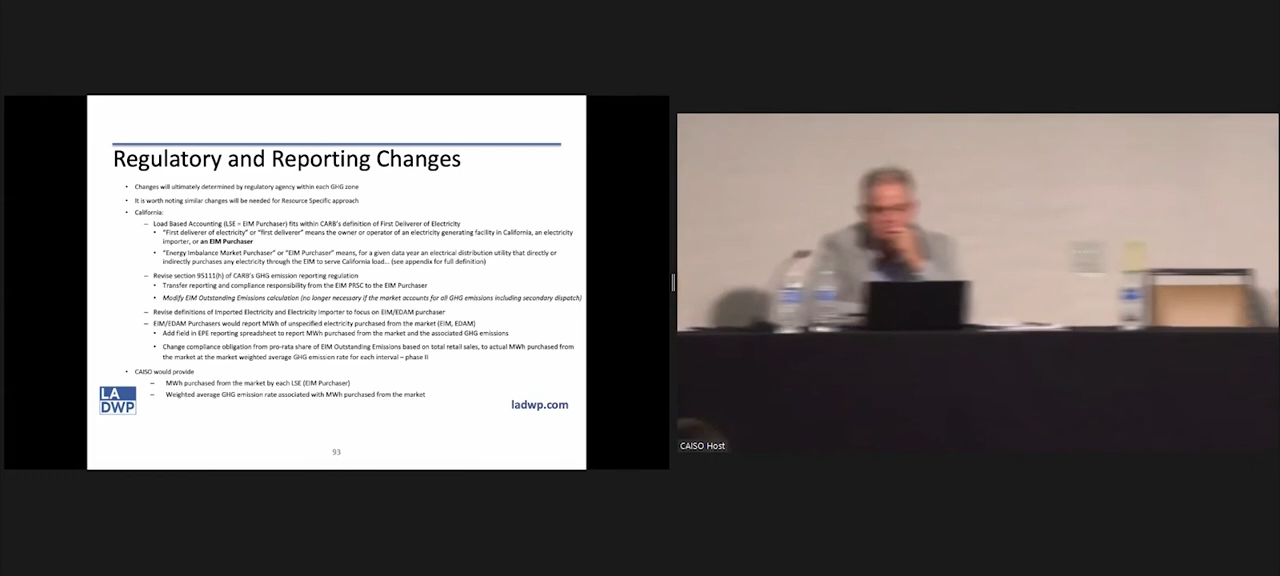 Regulatory and Reporting Changes
• Changes will ultimately determined by regulatory agency within each GHG zone
• It is worth noting similar changes will be needed for Resource Specific approach
• California:
– Load Based Accounting (LSE – EIM Purchaser) fits within CARB's definition of First Deliverer of Electricity
• "First deliverer of electricity" or "first deliverer" means the owner or operator of an electricity generating facility in California, an electricity
importer, or an EIM Purchaser
• "Energy Imbalance Market Purchaser" or "EIM Purchaser" means, for a given data year an electrical distribution utility that directly or
indirectly purchases any electricity through the EIM to serve California load... (see appendix for full definition)
– Revise section 95111(h) of CARB's GHG emission reporting regulation
• Transfer reporting and compliance responsibility from the EIM PRSC to the EIM Purchaser
• Modify EIM Outstanding Emissions calculation (no longer necessary if the market accounts for all GHG emissions including secondary dispatch)
– Revise definitions of Imported Electricity and Electricity Importer to focus on EIM/EDAM purchaser
– EIM/EDAM Purchasers would report MWh of unspecified electricity purchased from the market (EIM, EDAM)
• Add field in EPE reporting spreadsheet to report MWh purchased from the market and the associated GHG emissions
• Change compliance obligation from pro-rata share of EIM Outstanding Emissions based on total retail sales, to actual MWh purchased from
the market at the market weighted average GHG emission rate for each interval – phase II
• CAISO would provide
– MWh purchased from the market by each LSE (EIM Purchaser)
– Weighted average GHG emission rate associated with MWh purchased from the market
LA
DWP
ladwp.com
93
CAISO Host